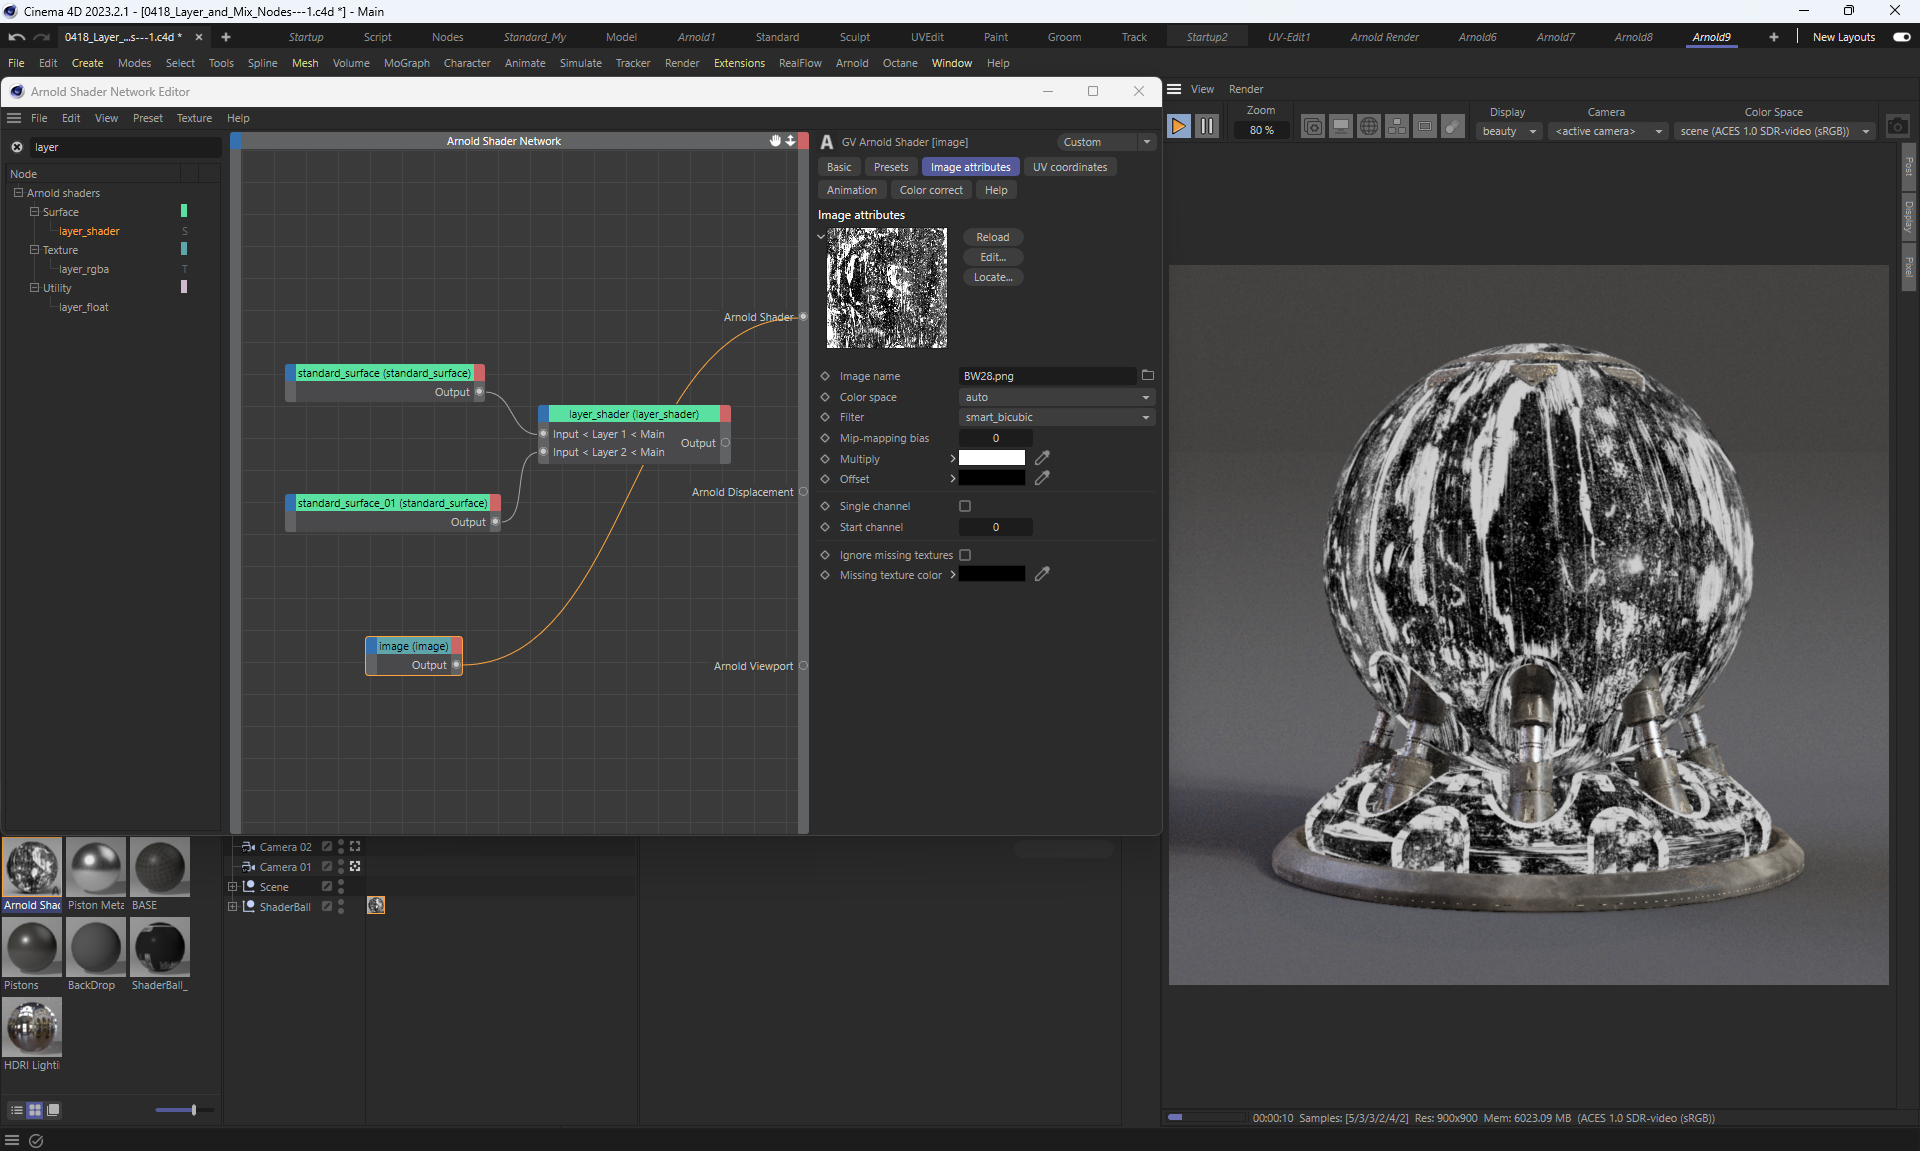 Cinema 4D 2023.2.1 - [0418_Layer_and_Mix_Nodes---1.c4d *] - Main
0418_Layer_...s---1.c4d *
Startup Script Nodes Standard_My Model Arnold1 Standard Sculpt UVEdit Paint Groom Track Startup2 UV-Edit1 Arnold Render Arnold6 Arnold7 Arnold8 Arnold9 New Layouts
File Edit Create Modes Select Tools Spline Mesh Volume MoGraph Character Animate Simulate Tracker Render Extensions RealFlow Arnold Octane Window Help
Arnold Shader Network Editor
File Edit View Preset Texture Help
layer
Node
Arnold shaders
Surface
layer_shader S
Texture
layer_rgba T
Utility
layer_float
Arnold Shader Network
Arnold Shader
standard_surface (standard_surface)
Output
layer_shader (layer_shader)
Input < Layer 1 < Main
Output
Input < Layer 2 < Main
Arnold Displacement
standard_surface_01 (standard_surface)
Output
image (image)
Output
Arnold Viewport
GV Arnold Shader [image]
Custom
Basic Presets Image attributes UV coordinates
Animation Color correct Help
Image attributes
Reload
Edit...
Locate...
Image name BW28.png
Color space auto
Filter smart_bicubic
Mip-mapping bias 0
Multiply
Offset
Single channel
Start channel 0
Ignore missing textures
Missing texture color
View Render
Zoom
80 %
Display
beauty
Camera
<active camera>
Color Space
scene (ACES 1.0 SDR-video (sRGB))
Post
Display
Pixel
Camera 02
Camera 01
Scene
ShaderBall
Arnold Shac
Piston Meta
BASE
Pistons
BackDrop
ShaderBall_
HDRI Lighti
00:00:10 Samples: [5/3/3/2/4/2] Res: 900x900 Mem: 6023.09 MB (ACES 1.0 SDR-video (sRGB))